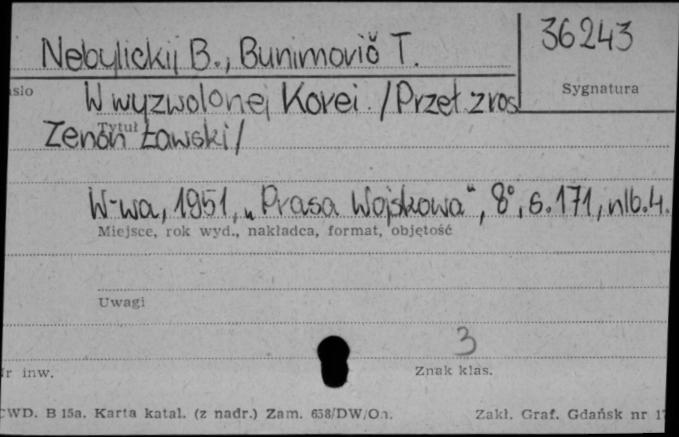 Nebylickij B., Bunimovič T.
36243
Sygnatura
W wyzwolonej Korei. /Przeł. z ros
Tytuł
Zenon Ławski/
W-wa, 1951, „Prasa Wojskowa", 8°, s. 171, nlb. 4.
Miejsce, rok wyd., nakładca, format, objętość
Uwagi
3
Znak klas.
inw.
B 15a. Karta katal. (z nadr.) Zam. 658/DW/On.
Zakł. Graf. Gdańsk nr